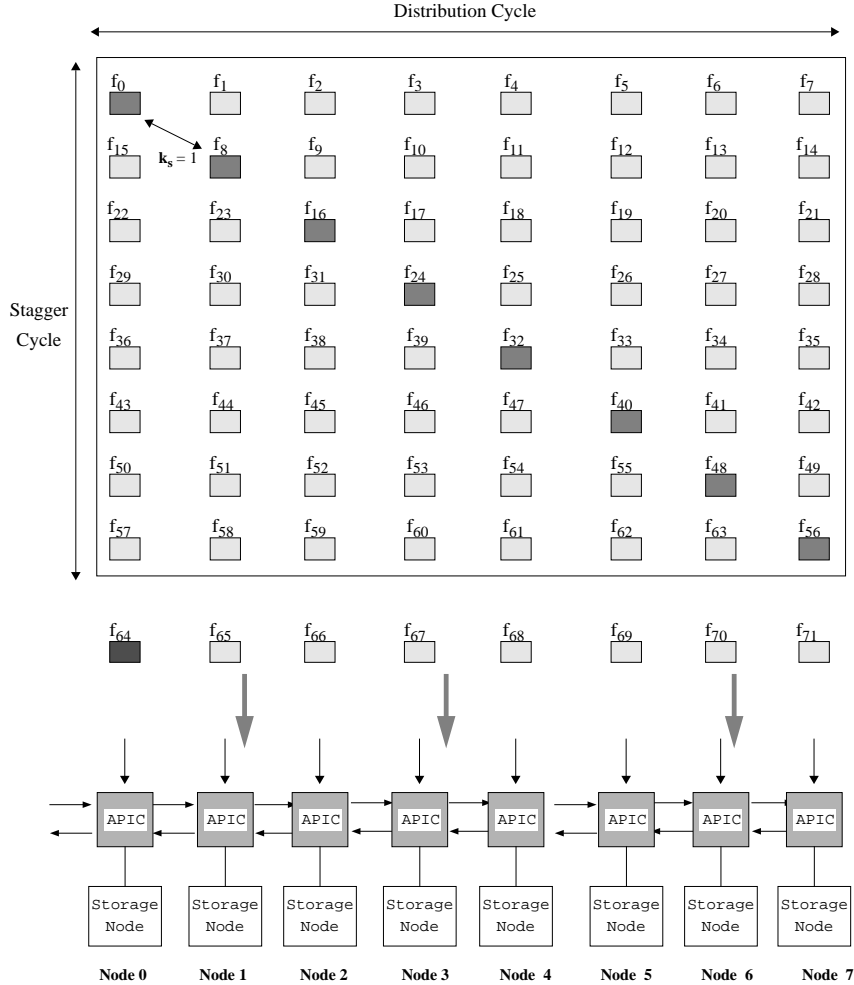 Distribution Cycle
f0 f1 f2 f3 f4 f5 f6 f7
f15 f8 f9 f10 f11 f12 f13 f14
ks = 1
f22 f23 f16 f17 f18 f19 f20 f21
f29 f30 f31 f24 f25 f26 f27 f28
Stagger
Cycle
f36 f37 f38 f39 f32 f33 f34 f35
f43 f44 f45 f46 f47 f40 f41 f42
f50 f51 f52 f53 f54 f55 f48 f49
f57 f58 f59 f60 f61 f62 f63 f56
f64 f65 f66 f67 f68 f69 f70 f71
APIC APIC APIC APIC APIC APIC APIC APIC
Storage Storage Storage Storage Storage Storage Storage Storage
Node Node Node Node Node Node Node Node
Node 0 Node 1 Node 2 Node 3 Node 4 Node 5 Node 6 Node 7